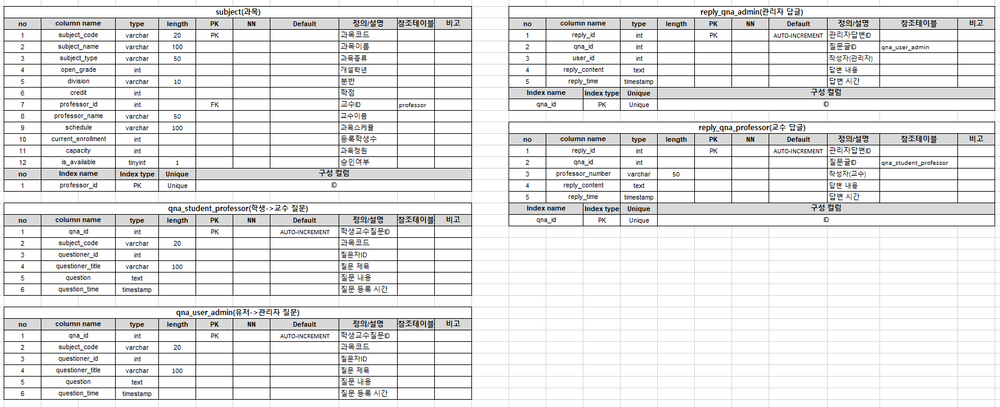 subject(과목)
no column name type length PK NN Default 정의/설명 참조테이블 비고
1 subject_code varchar 20 PK 과목코드
2 subject_name varchar 100 과목이름
3 subject_type varchar 50 과목종류
4 open_grade int 개설학년
5 division varchar 10 분반
6 credit int 학점
7 professor_id int FK 교수ID professor
8 professor_name varchar 50 교수이름
9 schedule varchar 100 과목스케쥴
10 current_enrollment int 등록학생수
11 capacity int 과목정원
12 is_available tinyint 1 승인여부
no Index name Index type Unique 구성 컬럼
1 professor_id PK Unique ID
qna_student_professor(학생->교수 질문)
no column name type length PK NN Default 정의/설명 참조테이블 비고
1 qna_id int PK AUTO-INCREMENT 학생교수질문ID
2 subject_code varchar 20 과목코드
3 questioner_id int 질문자ID
4 questioner_title varchar 100 질문 제목
5 question text 질문 내용
6 question_time timestamp 질문 등록 시간
qna_user_admin(유저->관리자 질문)
no column name type length PK NN Default 정의/설명 참조테이블 비고
1 qna_id int PK AUTO-INCREMENT 학생교수질문ID
2 subject_code varchar 20 과목코드
3 questioner_id int 질문자ID
4 questioner_title varchar 100 질문 제목
5 question text 질문 내용
6 question_time timestamp 질문 등록 시간
reply_qna_admin(관리자 답글)
no column name type length PK NN Default 정의/설명 참조테이블 비고
1 reply_id int PK AUTO-INCREMENT 관리자답변ID
2 qna_id int 질문글ID qna_user_admin
3 user_id int 작성자(관리자)
4 reply_content text 답변 내용
5 reply_time timestamp 답변 시간
Index name Index type Unique 구성 컬럼
qna_id PK Unique ID
reply_qna_professor(교수 답글)
no column name type length PK NN Default 정의/설명 참조테이블 비고
1 reply_id int PK AUTO-INCREMENT 관리자답변ID
2 qna_id int 질문글ID qna_student_professor
3 professor_number varchar 50 작성자(교수)
4 reply_content text 답변 내용
5 reply_time timestamp 답변 시간
Index name Index type Unique 구성 컬럼
qna_id PK Unique ID